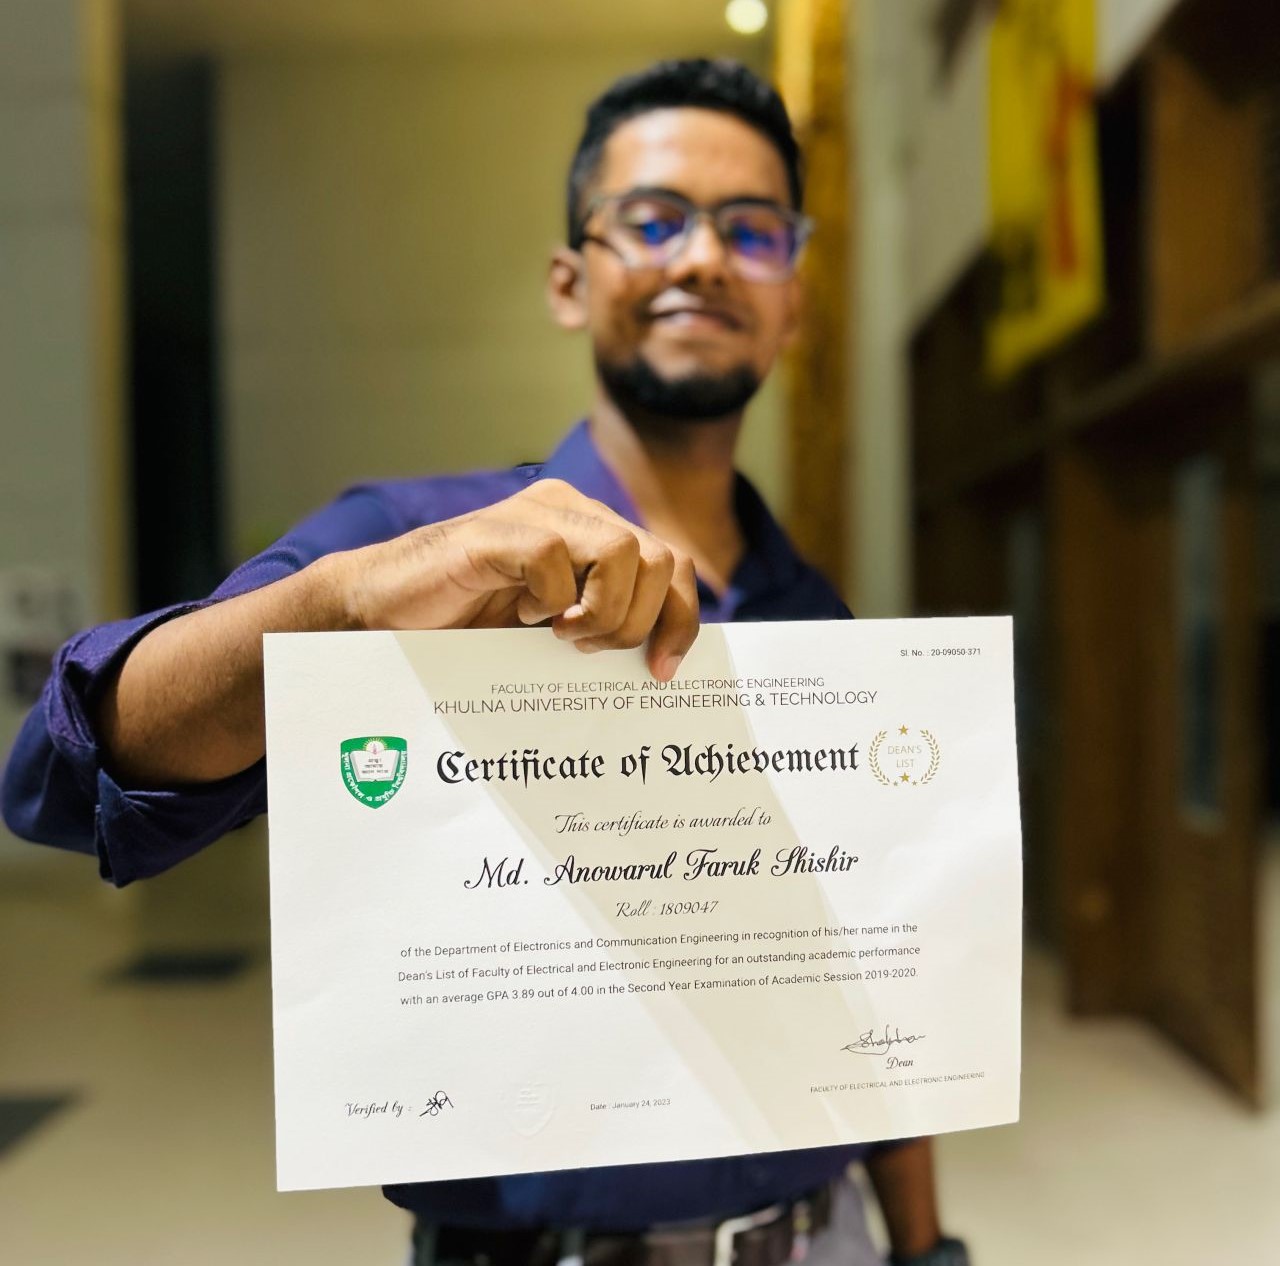 Sl. No. : 20-09050-371
FACULTY OF ELECTRICAL AND ELECTRONIC ENGINEERING
KHULNA UNIVERSITY OF ENGINEERING & TECHNOLOGY
Certificate of Achievement
DEAN'S
LIST
This certificate is awarded to
Md. Anowarul Faruk Shishir
Roll : 1809047
of the Department of Electronics and Communication Engineering in recognition of his/her name in the
Dean's List of Faculty of Electrical and Electronic Engineering for an outstanding academic performance
with an average GPA 3.89 out of 4.00 in the Second Year Examination of Academic Session 2019-2020.
Dean
FACULTY OF ELECTRICAL AND ELECTRONIC ENGINEERING
Verified by :
Date : January 24, 2023